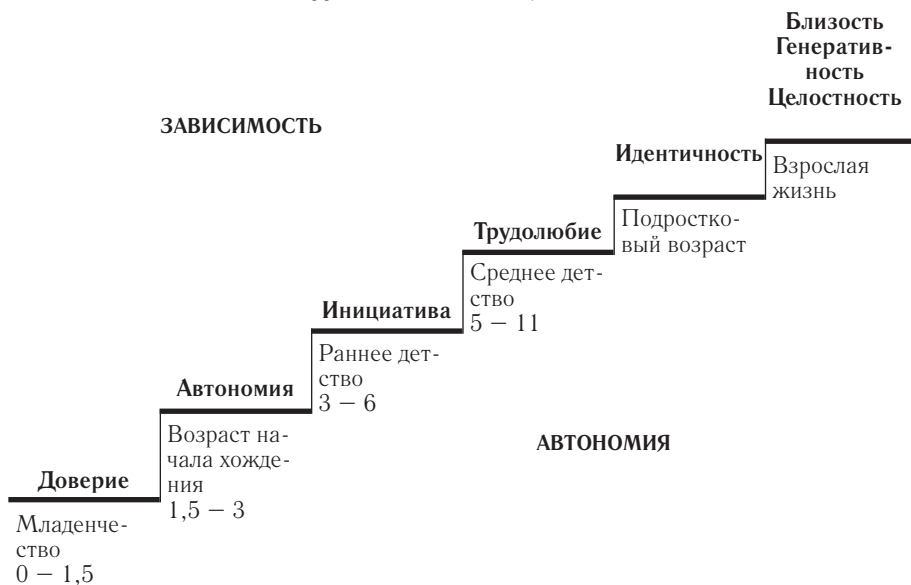 Близость
Генератив-
ность
Целостность
ЗАВИСИМОСТЬ
Идентичность
Взрослая
жизнь
Трудолюбие
Подростко-
вый возраст
Инициатива
Среднее дет-
ство
5 – 11
Автономия
Раннее дет-
ство
3 – 6
АВТОНОМИЯ
Доверие
Возраст на-
чала хожде-
ния
1,5 – 3
Младенче-
ство
0 – 1,5